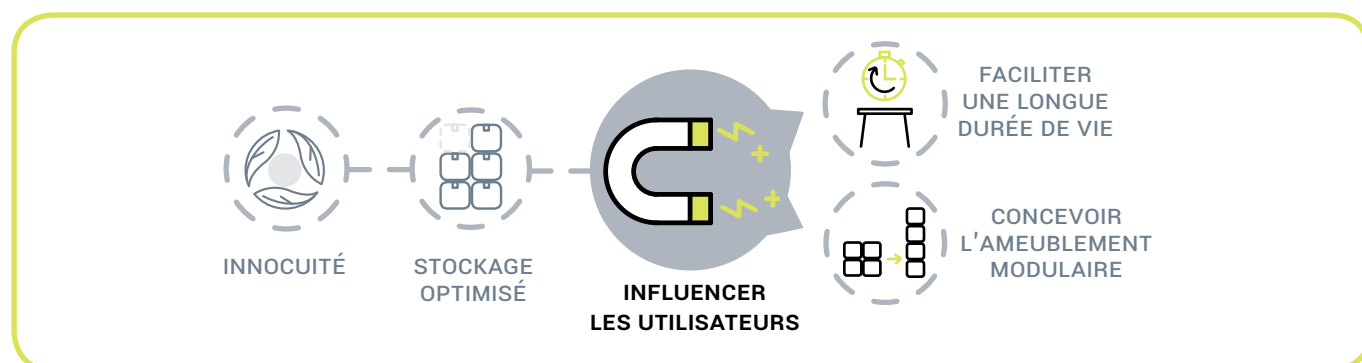 INNOCUITÉ
STOCKAGE
OPTIMISÉ
INFLUENCER
LES UTILISATEURS
FACILITER
UNE LONGUE
DURÉE DE VIE
CONCEVOIR
L'AMEUBLEMENT
MODULAIRE